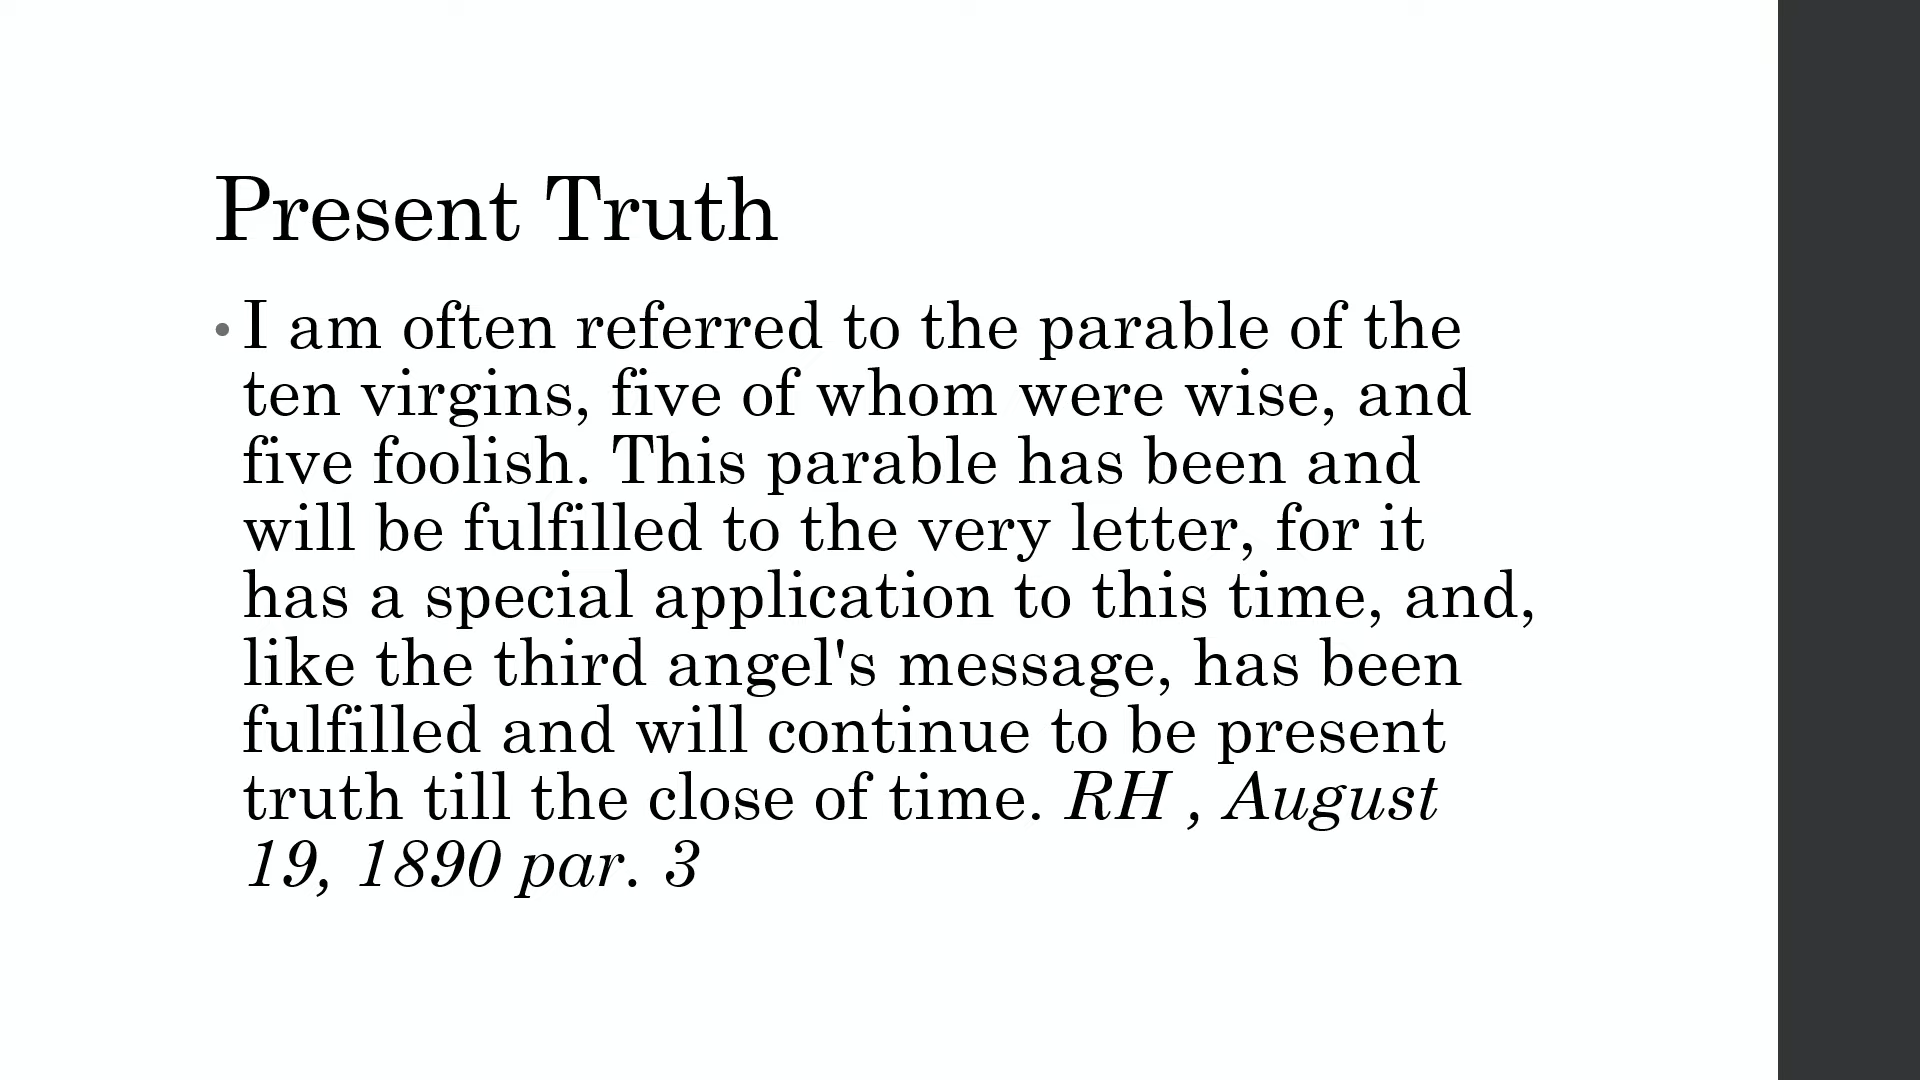 Present Truth
• I am often referred to the parable of the
ten virgins, five of whom were wise, and
five foolish. This parable has been and
will be fulfilled to the very letter, for it
has a special application to this time, and,
like the third angel's message, has been
fulfilled and will continue to be present
truth till the close of time. RH , August
19, 1890 par. 3